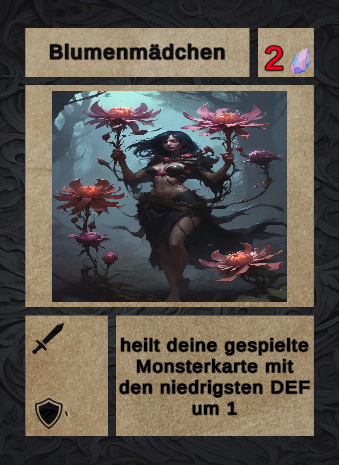 Blumenmädchen
2
heilt deine gespielte
Monsterkarte mit
den niedrigsten DEF
um 1